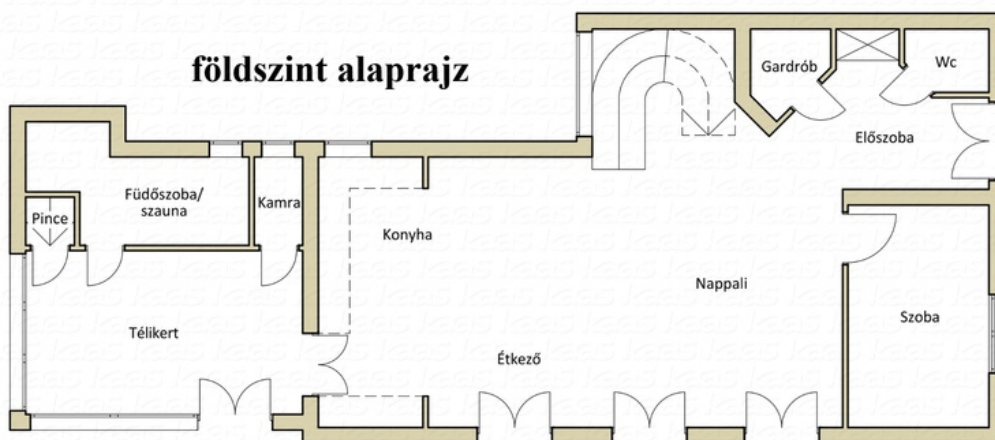 földszint alaprajz
Gardrób
Wc
Előszoba
Füdőszoba/
szauna
Kamra
Pince
Konyha
Nappali
Szoba
Télikert
Étkező